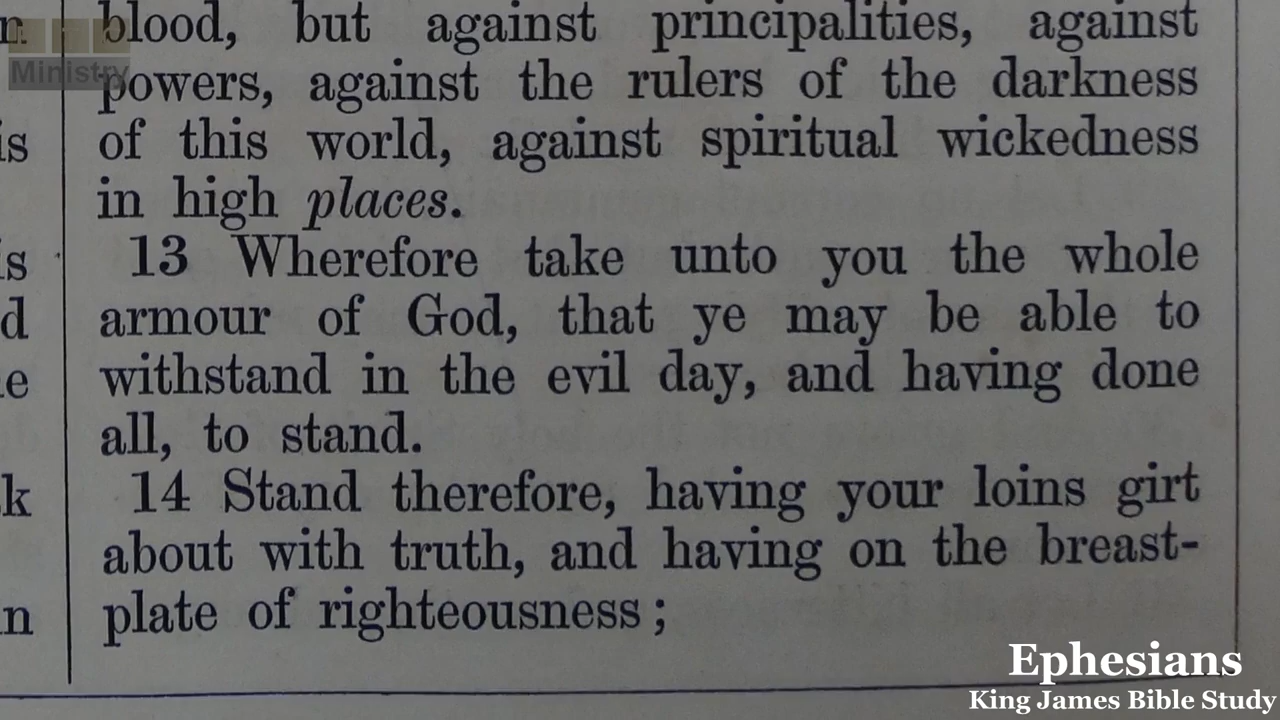 n
Ministry
is
is
d
e
k
n
blood, but against principalities, against
powers, against the rulers of the darkness
of this world, against spiritual wickedness
in high places.
13 Wherefore take unto you the whole
armour of God, that ye may be able to
withstand in the evil day, and having done
all, to stand.
14 Stand therefore, having your loins girt
about with truth, and having on the breast-
plate of righteousness;
Ephesians
King James Bible Study